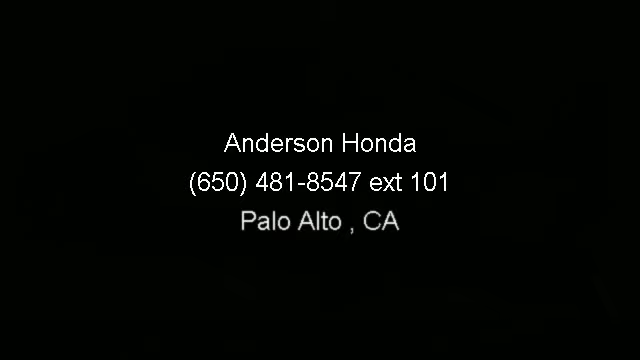 Anderson Honda
(650) 481-8547 ext 101
Palo Alto , CA